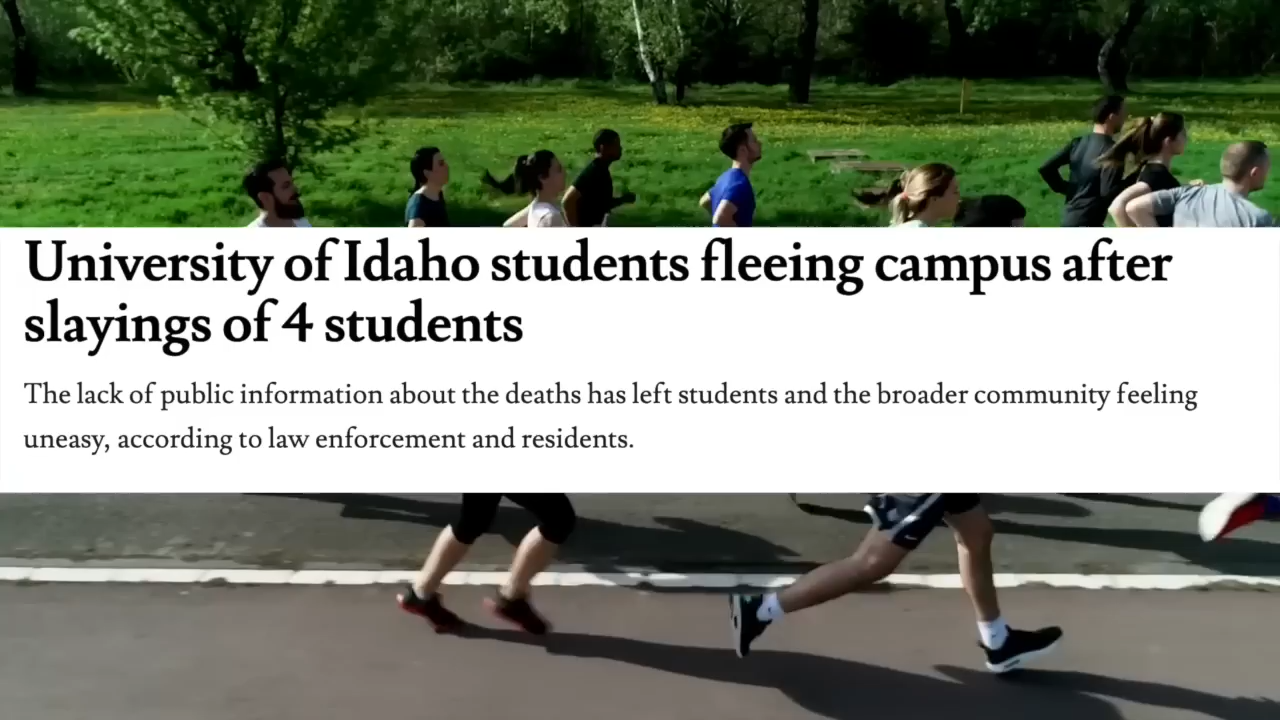 University of Idaho students fleeing campus after
slayings of 4 students
The lack of public information about the deaths has left students and the broader community feeling
uneasy, according to law enforcement and residents.